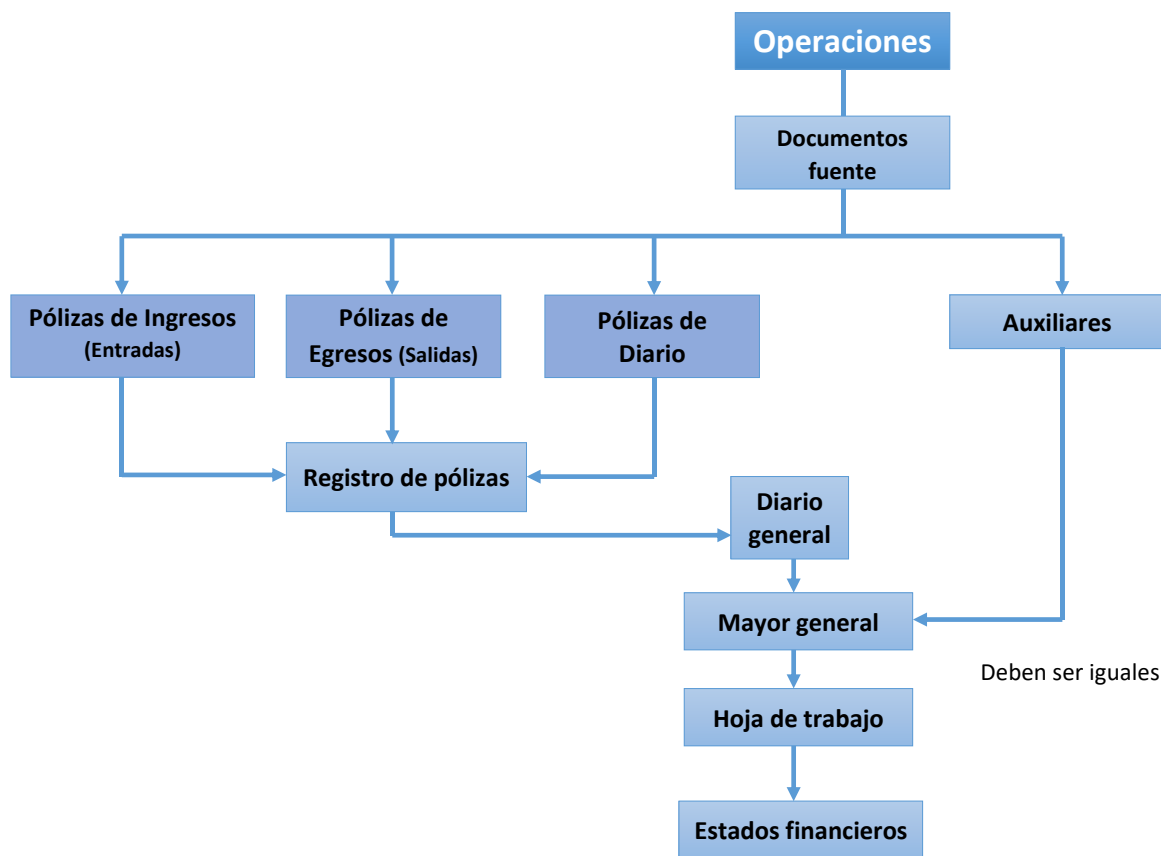 Operaciones
Documentos
fuente
Pólizas de Ingresos
(Entradas)
Pólizas de
Egresos (Salidas)
Pólizas de
Diario
Auxiliares
Registro de pólizas
Diario
general
Mayor general
Deben ser iguales
Hoja de trabajo
Estados financieros